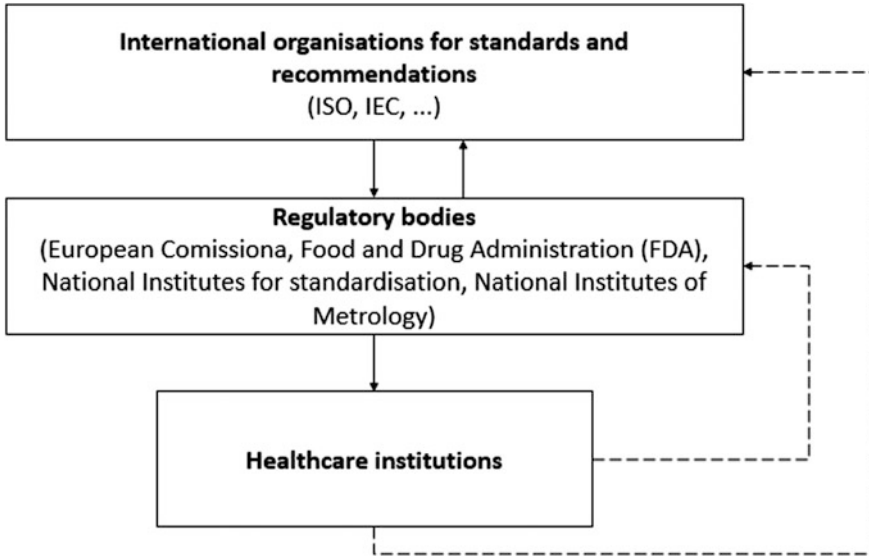 International organisations for standards and
recommendations
(ISO, IEC, ...)
Regulatory bodies
(European Comissiona, Food and Drug Administration (FDA),
National Institutes for standardisation, National Institutes of
Metrology)
Healthcare institutions